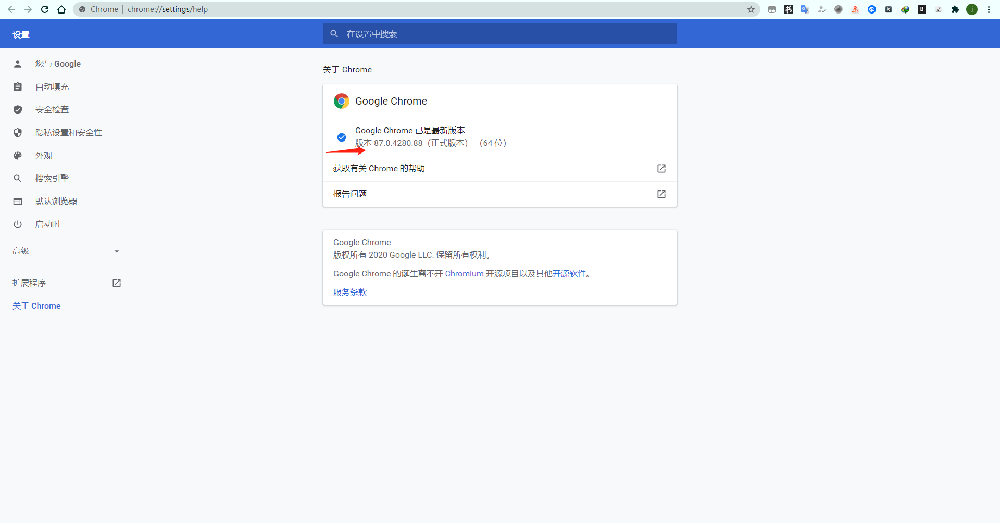 Chrome | chrome://settings/help
j
设置
在设置中搜索
您与 Google
自动填充
安全检查
隐私设置和安全性
外观
搜索引擎
默认浏览器
启动时
高级
扩展程序
关于 Chrome
关于 Chrome
Google Chrome
Google Chrome 已是最新版本
版本 87.0.4280.88（正式版本） （64 位）
获取有关 Chrome 的帮助
报告问题
Google Chrome
版权所有 2020 Google LLC. 保留所有权利。
Google Chrome 的诞生离不开 Chromium 开源项目以及其他开源软件。
服务条款